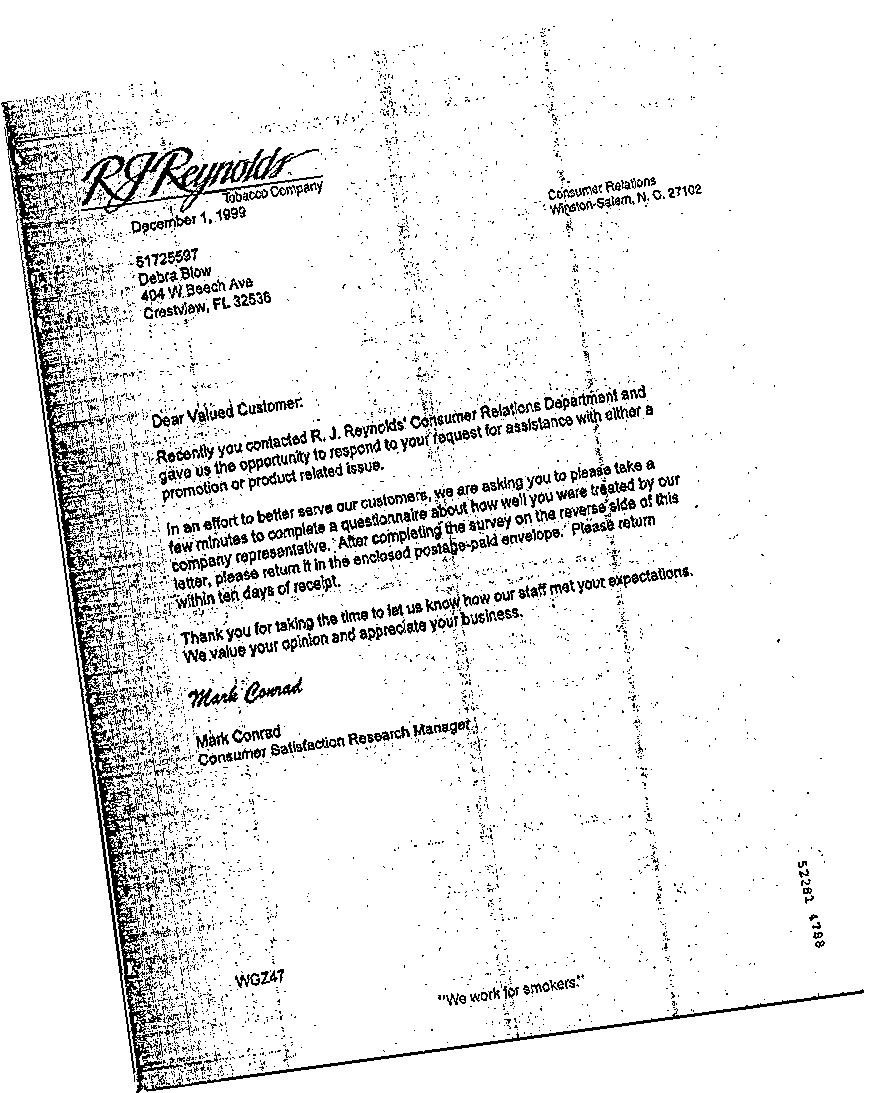 RJReynolds
Tobacco Company
Consumer Relations
Winston-Salem, N. C. 27102
December 1, 1999
51725597
Debra Blow
404 W Beech Ave
Crestview, FL 32536
Dear Valued Customer:
Recently you contacted R. J. Reynolds' Consumer Relations Department and
gave us the opportunity to respond to your request for assistance with either a
promotion or product related issue.
In an effort to better serve our customers, we are asking you to please take a
few minutes to complete a questionnaire about how well you were treated by our
company representative. After completing the survey on the reverse side of this
letter, please return it in the enclosed postage-paid envelope. Please return
within ten days of receipt.
Thank you for taking the time to let us know how our staff met your expectations.
We value your opinion and appreciate your business.
Mark Conrad
Mark Conrad
Consumer Satisfaction Research Manager
52281 4788
WGZ47
"We work for smokers."